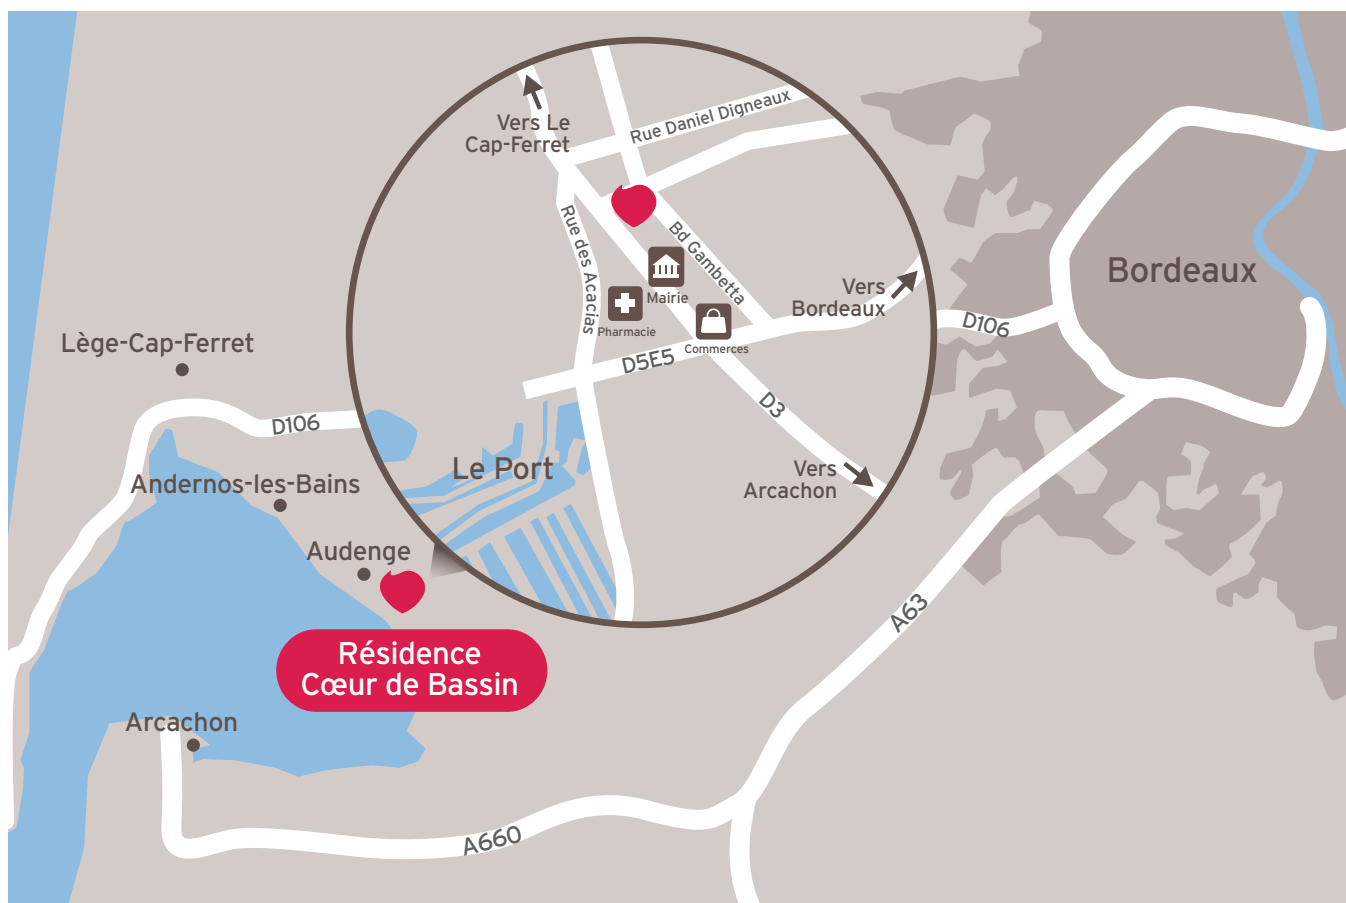 Vers Le
Cap-Ferret
Rue Daniel Digneaux
Rue des Acacias
Bd Gambetta
Mairie
Pharmacie
Commerces
Vers
Bordeaux
D5E5
D3
Vers
Arcachon
Le Port
Bordeaux
D106
Lège-Cap-Ferret
D106
Andernos-les-Bains
Audenge
Résidence
Cœur de Bassin
Arcachon
A63
A660